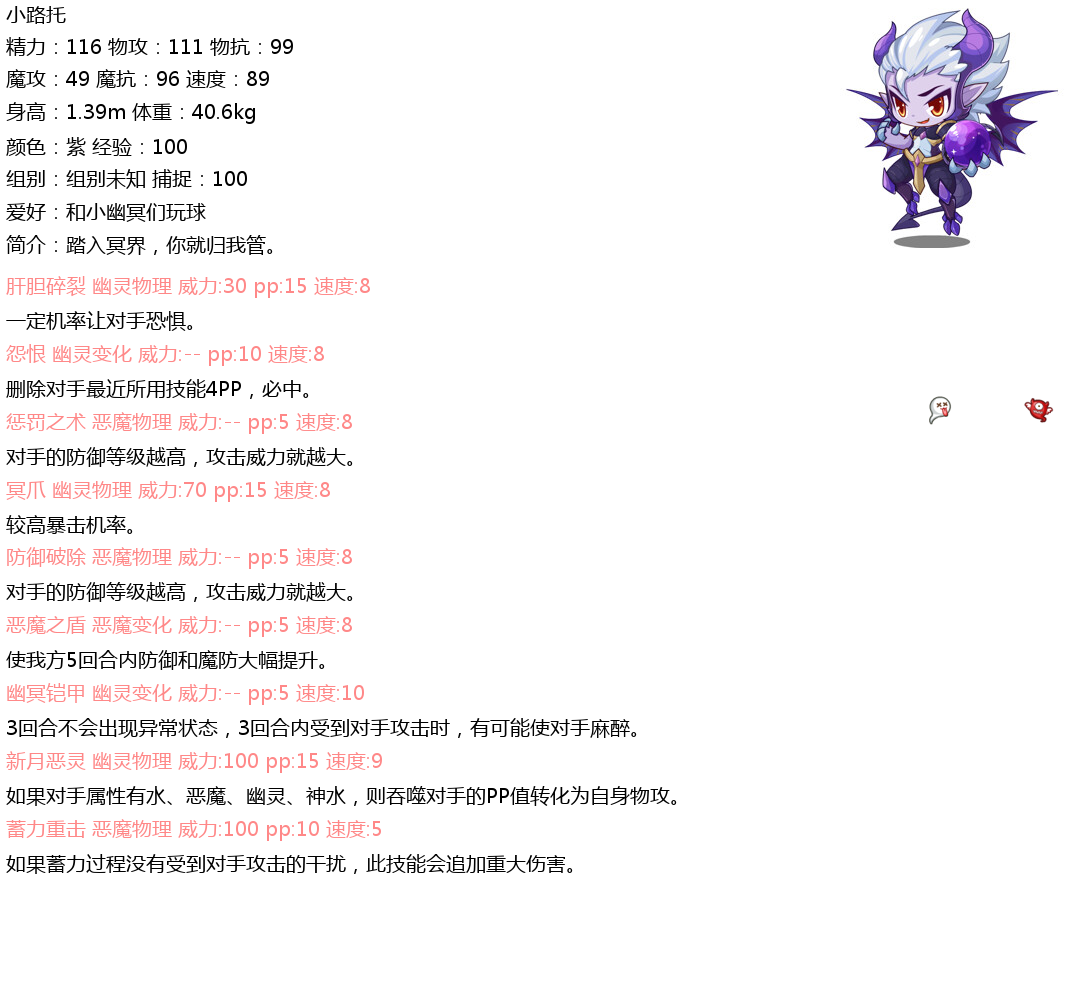 小路托
精力：116 物攻：111 物抗：99
魔攻：49 魔抗：96 速度：89
身高：1.39m 体重：40.6kg
颜色：紫 经验：100
组别：组别未知 捕捉：100
爱好：和小幽冥们玩球
简介：踏入冥界，你就归我管。
肝胆碎裂 幽灵物理 威力:30 pp:15 速度:8
一定机率让对手恐惧。
怨恨 幽灵变化 威力:-- pp:10 速度:8
删除对手最近所用技能4PP，必中。
惩罚之术 恶魔物理 威力:-- pp:5 速度:8
对手的防御等级越高，攻击威力就越大。
冥爪 幽灵物理 威力:70 pp:15 速度:8
较高暴击机率。
防御破除 恶魔物理 威力:-- pp:5 速度:8
对手的防御等级越高，攻击威力就越大。
恶魔之盾 恶魔变化 威力:-- pp:5 速度:8
使我方5回合内防御和魔防大幅提升。
幽冥铠甲 幽灵变化 威力:-- pp:5 速度:10
3回合不会出现异常状态，3回合内受到对手攻击时，有可能使对手麻醉。
新月恶灵 幽灵物理 威力:100 pp:15 速度:9
如果对手属性有水、恶魔、幽灵、神水，则吞噬对手的PP值转化为自身物攻。
蓄力重击 恶魔物理 威力:100 pp:10 速度:5
如果蓄力过程没有受到对手攻击的干扰，此技能会追加重大伤害。